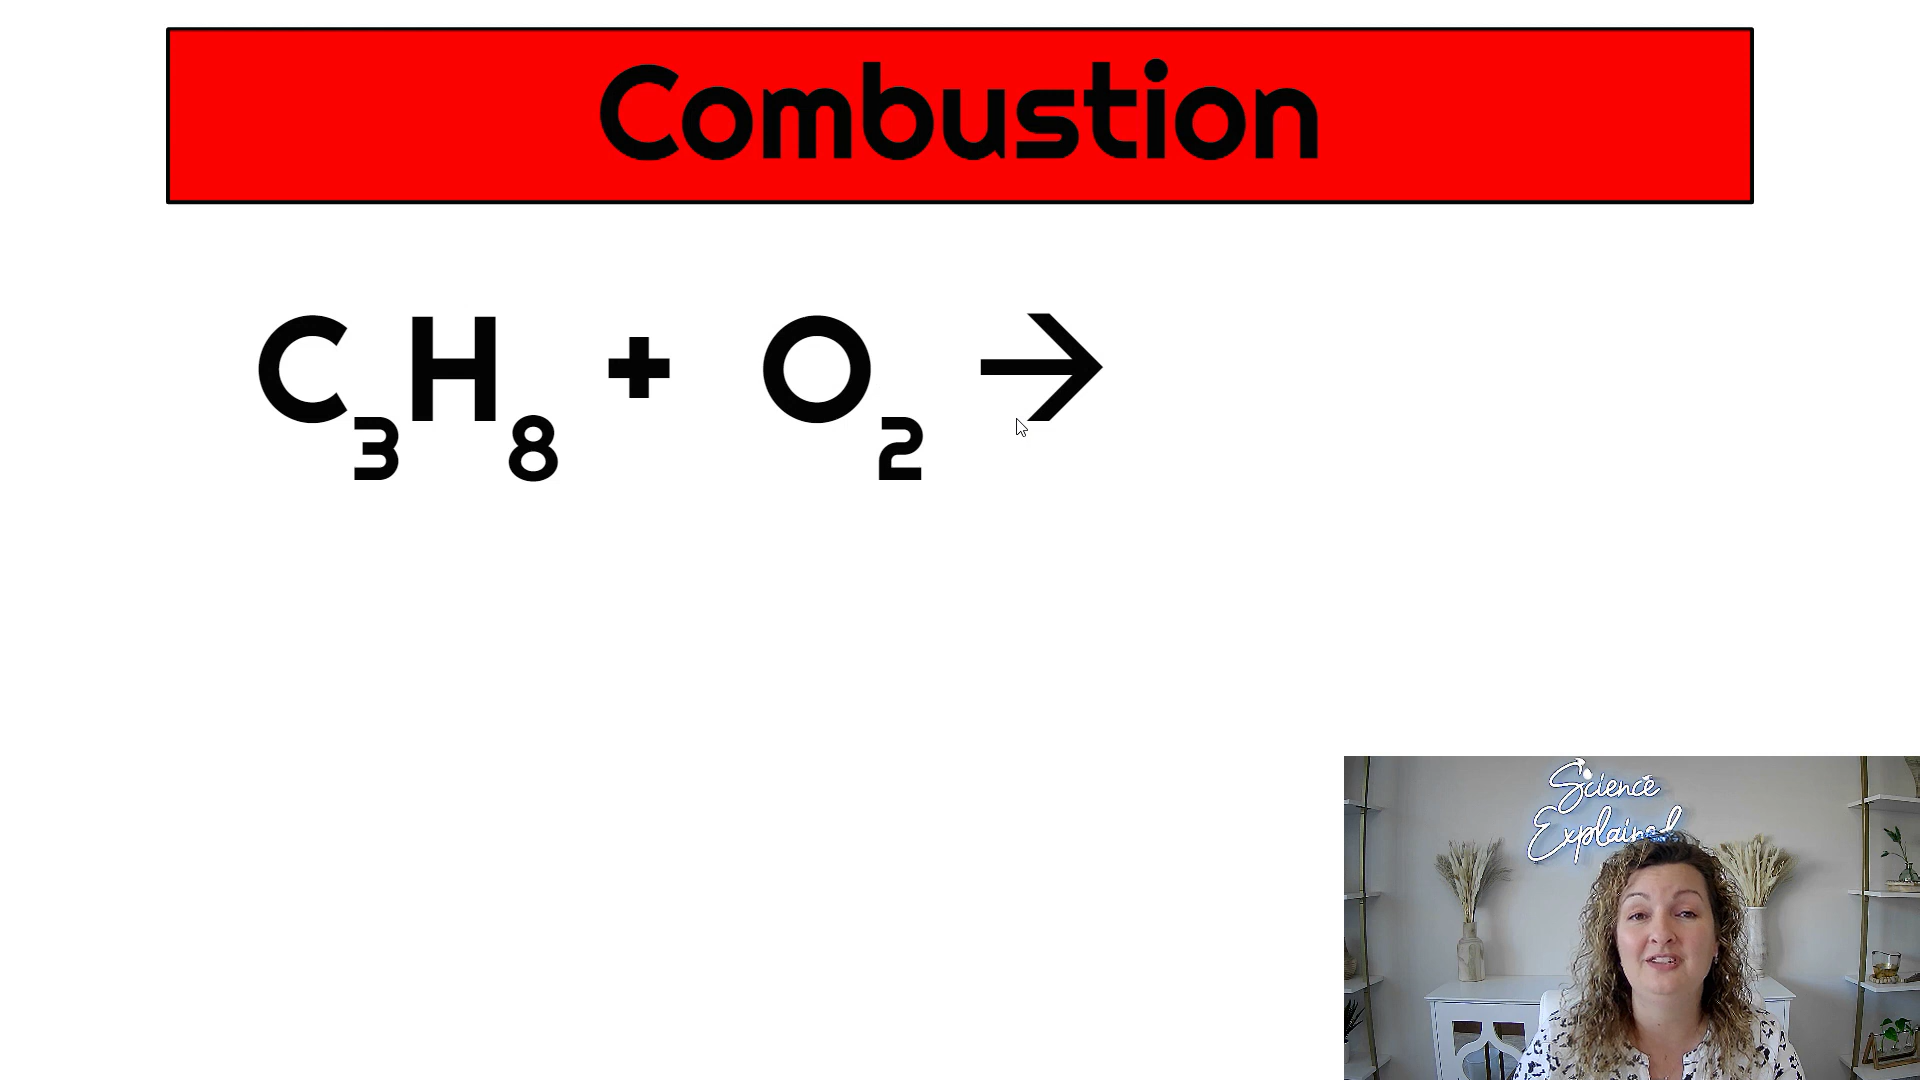 Combustion
C₃H₈ + O₂ →
Science
Explained